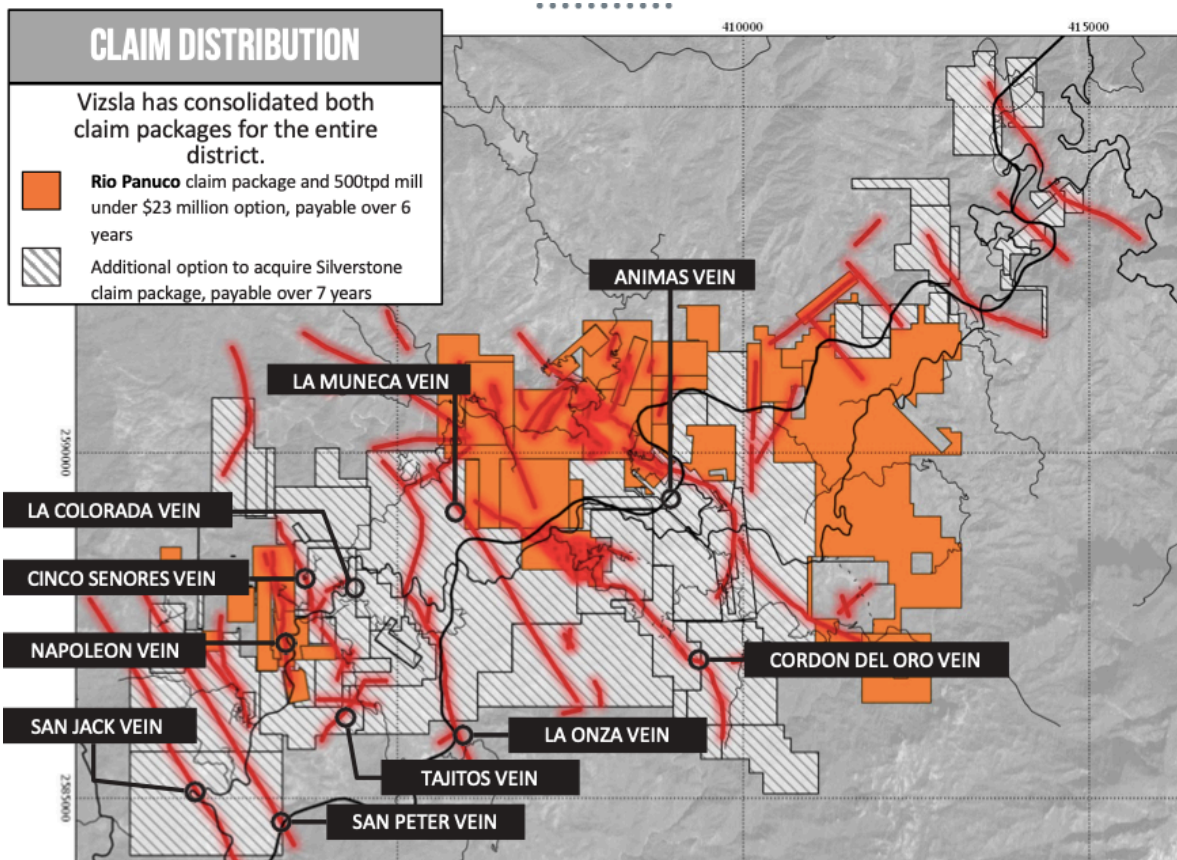 CLAIM DISTRIBUTION
Vizsla has consolidated both
claim packages for the entire
district.
Rio Panuco claim package and 500tpd mill
under $23 million option, payable over 6
years
Additional option to acquire Silverstone
claim package, payable over 7 years
410000
415000
ANIMAS VEIN
LA MUNECA VEIN
2590000
LA COLORADA VEIN
CINCO SENORES VEIN
NAPOLEON VEIN
CORDON DEL ORO VEIN
SAN JACK VEIN
LA ONZA VEIN
TAJITOS VEIN
2585000
SAN PETER VEIN